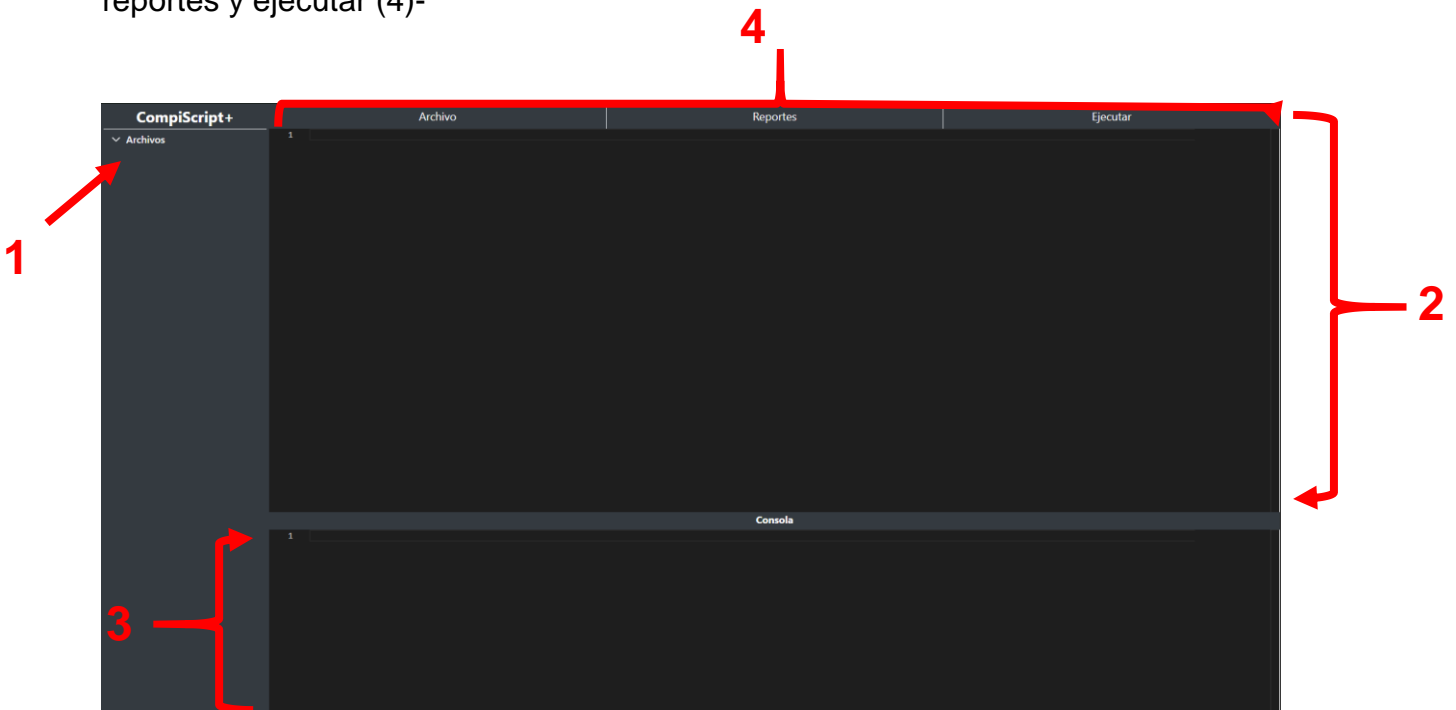 reportes y ejecutar (4)-
4
CompiScript+
Archivo
Reportes
Ejecutar
Archivos
1
1
2
Consola
1
3